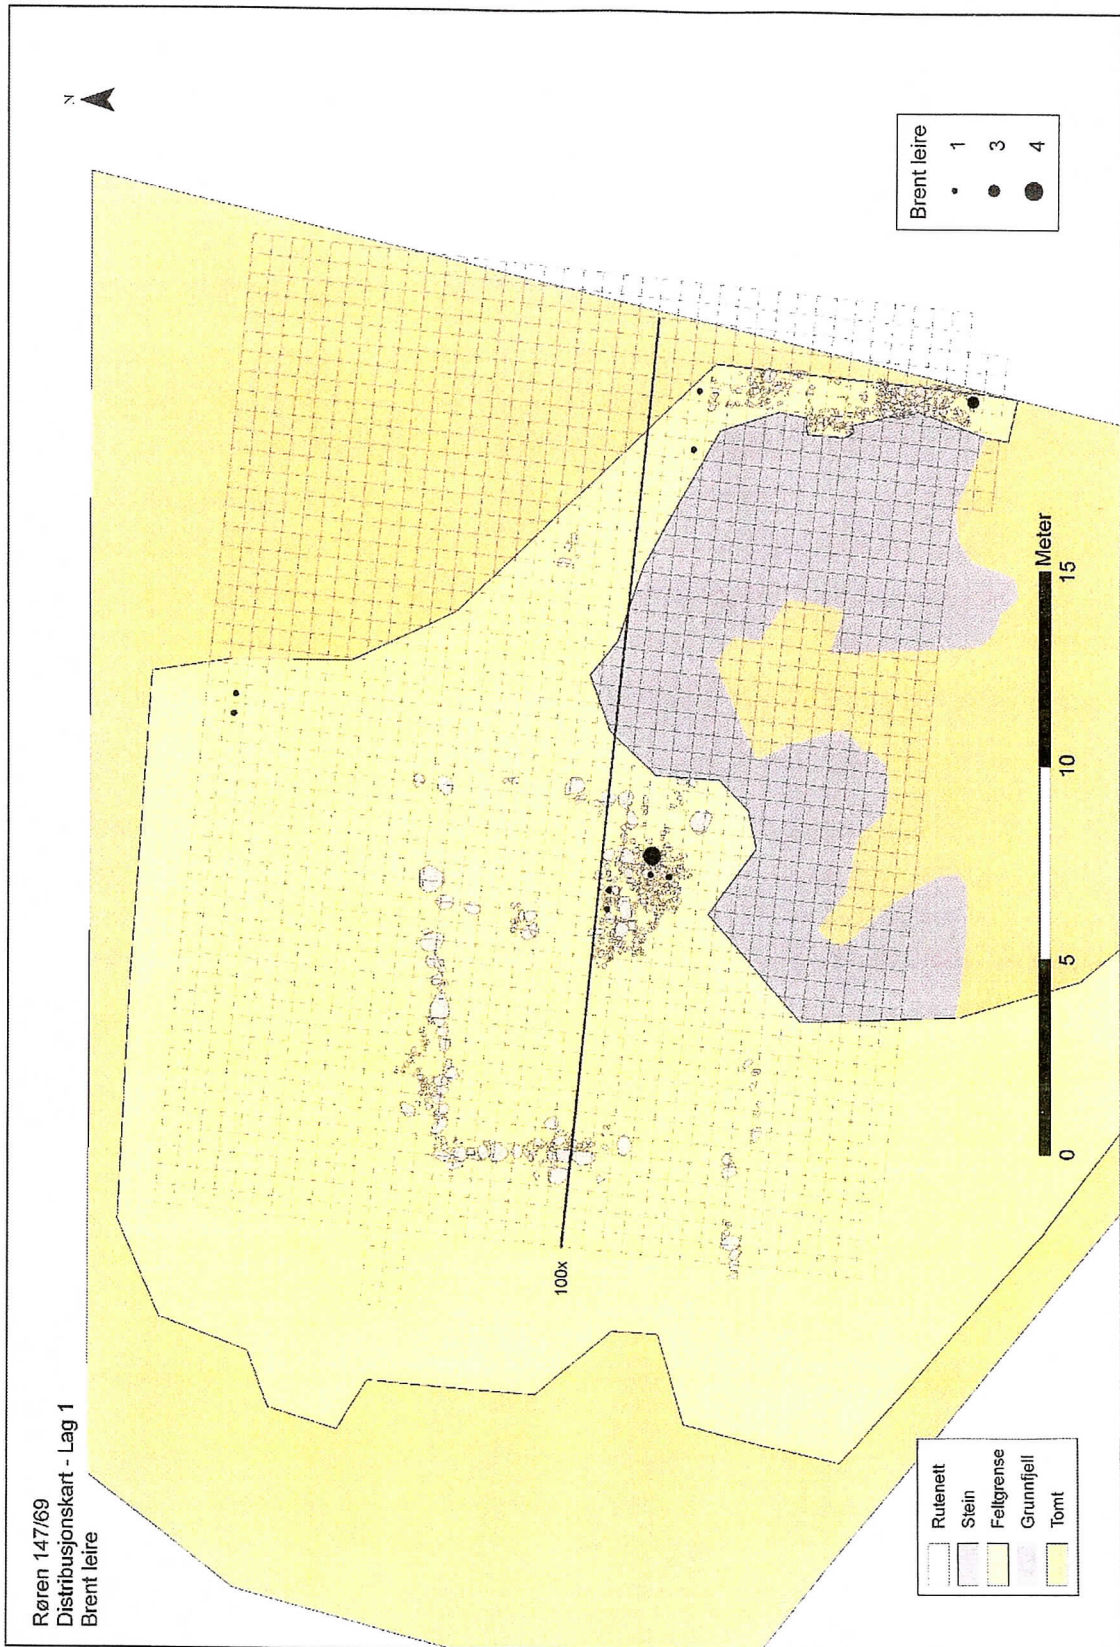 Røren 147/69
Distribusjonskart - Lag 1
Brent leire
N
100x
Brent leire
1
3
4
Rutenett
Stein
Feltgrense
Grunnfjell
Tomt
Meter
0 5 10 15